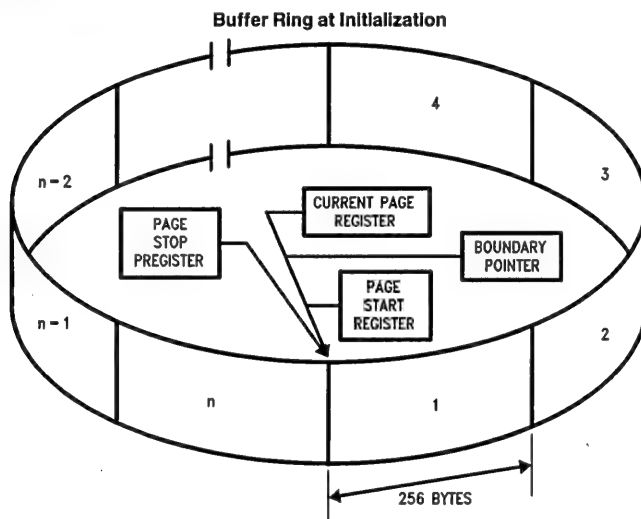 Buffer Ring at Initialization
4
n-2
3
CURRENT PAGE
REGISTER
PAGE
STOP
PREGISTER
BOUNDARY
POINTER
PAGE
START
REGISTER
n-1
2
n
1
256 BYTES